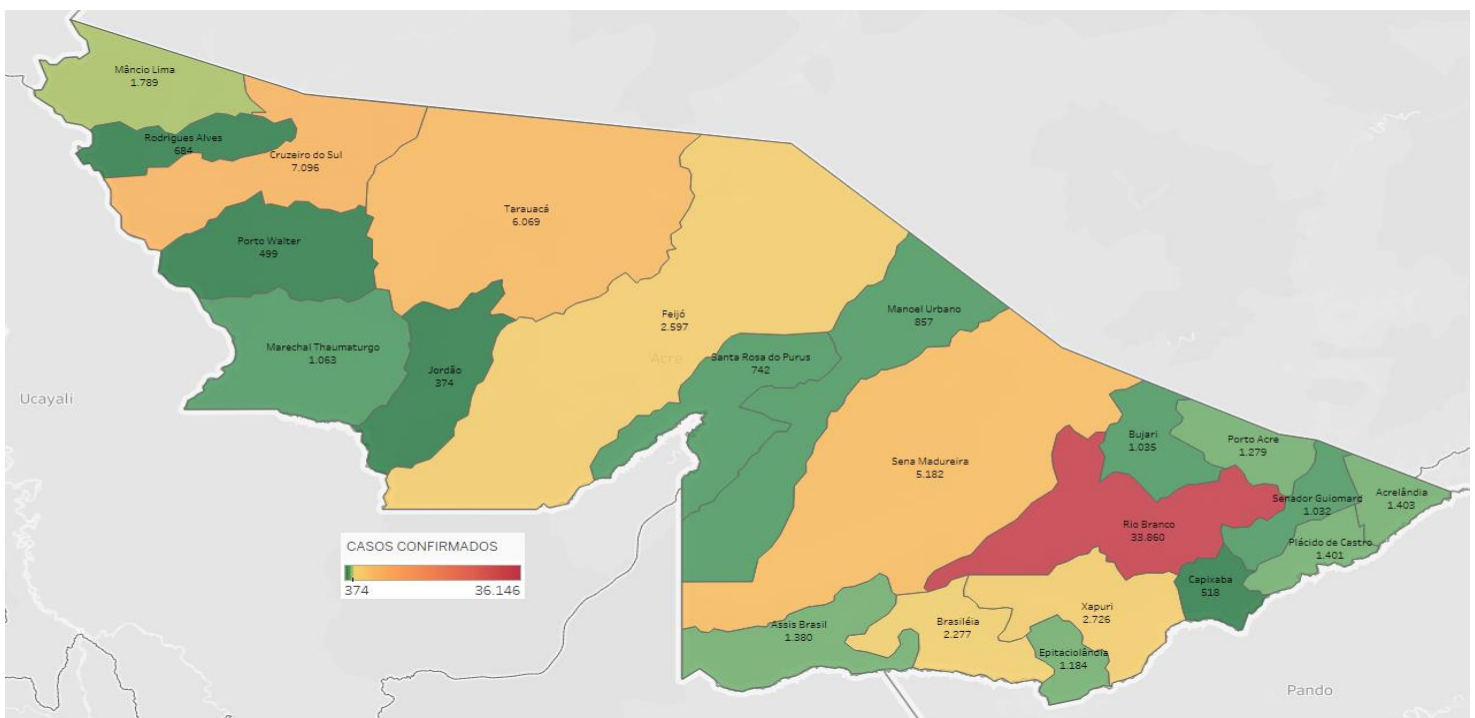 Mâncio Lima
1.789
Rodrigues Alves
684
Cruzeiro do Sul
7.096
Tarauacá
6.069
Porto Walter
499
Feijó
2.597
Manoel Urbano
857
Marechal Thaumaturgo
1.063
Jordão
374
Acre
Santa Rosa do Purus
742
Ucayali
Sena Madureira
5.182
Bujari
1.035
Porto Acre
1.279
Senador Guiomard
1.032
Acrelândia
1.403
Rio Branco
33.860
Plácido de Castro
1.401
CASOS CONFIRMADOS
374 36.146
Capixaba
518
Assis Brasil
1.380
Brasiléia
2.277
Xapuri
2.726
Epitaciolândia
1.184
Pando